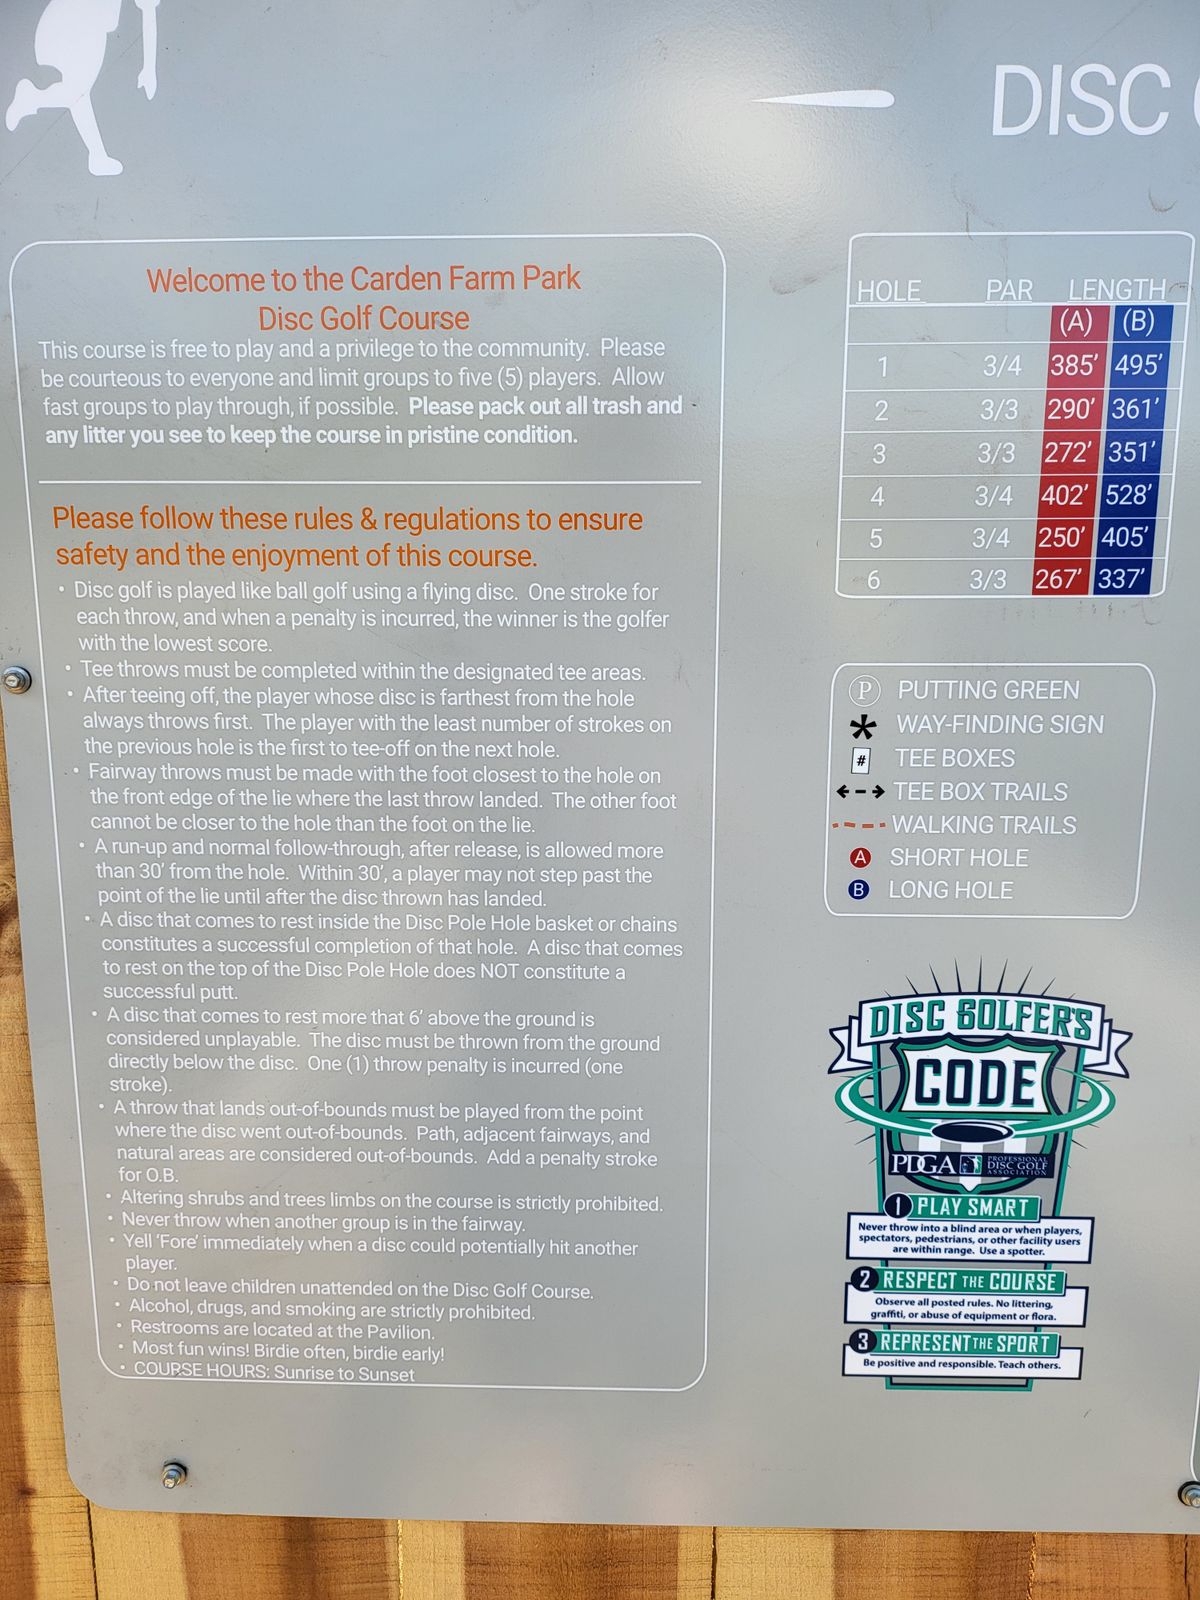 DISC
Welcome to the Carden Farm Park
Disc Golf Course
This course is free to play and a privilege to the community.  Please
be courteous to everyone and limit groups to five (5) players.  Allow
fast groups to play through, if possible.  Please pack out all trash and
any litter you see to keep the course in pristine condition.
Please follow these rules & regulations to ensure
safety and the enjoyment of this course.
• Disc golf is played like ball golf using a flying disc.  One stroke for
each throw, and when a penalty is incurred, the winner is the golfer
with the lowest score.
• Tee throws must be completed within the designated tee areas.
• After teeing off, the player whose disc is farthest from the hole
always throws first.  The player with the least number of strokes on
the previous hole is the first to tee-off on the next hole.
• Fairway throws must be made with the foot closest to the hole on
the front edge of the lie where the last throw landed.  The other foot
cannot be closer to the hole than the foot on the lie.
• A run-up and normal follow-through, after release, is allowed more
than 30' from the hole.  Within 30', a player may not step past the
point of the lie until after the disc thrown has landed.
• A disc that comes to rest inside the Disc Pole Hole basket or chains
constitutes a successful completion of that hole.  A disc that comes
to rest on the top of the Disc Pole Hole does NOT constitute a
successful putt.
• A disc that comes to rest more that 6' above the ground is
considered unplayable.  The disc must be thrown from the ground
directly below the disc.  One (1) throw penalty is incurred (one
stroke).
• A throw that lands out-of-bounds must be played from the point
where the disc went out-of-bounds.  Path, adjacent fairways, and
natural areas are considered out-of-bounds.  Add a penalty stroke
for O.B.
• Altering shrubs and trees limbs on the course is strictly prohibited.
• Never throw when another group is in the fairway.
• Yell 'Fore' immediately when a disc could potentially hit another
player.
• Do not leave children unattended on the Disc Golf Course.
• Alcohol, drugs, and smoking are strictly prohibited.
• Restrooms are located at the Pavilion.
• Most fun wins! Birdie often, birdie early!
• COURSE HOURS: Sunrise to Sunset
HOLE PAR LENGTH
(A) (B)
1 3/4 385' 495'
2 3/3 290' 361'
3 3/3 272' 351'
4 3/4 402' 528'
5 3/4 250' 405'
6 3/3 267' 337'
P PUTTING GREEN
* WAY-FINDING SIGN
# TEE BOXES
TEE BOX TRAILS
WALKING TRAILS
A SHORT HOLE
B LONG HOLE
DISC GOLFER'S
CODE
PDGA PROFESSIONAL
DISC GOLF
ASSOCIATION
1 PLAY SMART
Never throw into a blind area or when players,
spectators, pedestrians, or other facility users
are within range.  Use a spotter.
2 RESPECT THE COURSE
Observe all posted rules. No littering,
graffiti, or abuse of equipment or flora.
3 REPRESENT THE SPORT
Be positive and responsible. Teach others.